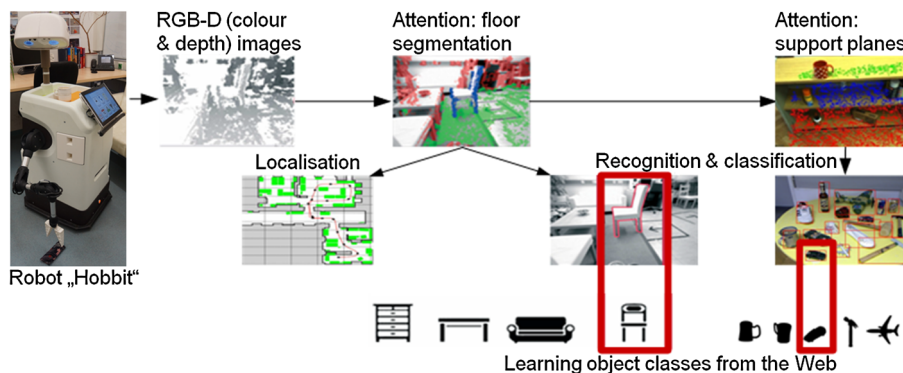 RGB-D (colour
& depth) images
Attention: floor
segmentation
Attention:
support planes
Localisation
Recognition & classification
Robot „Hobbit“
Learning object classes from the Web